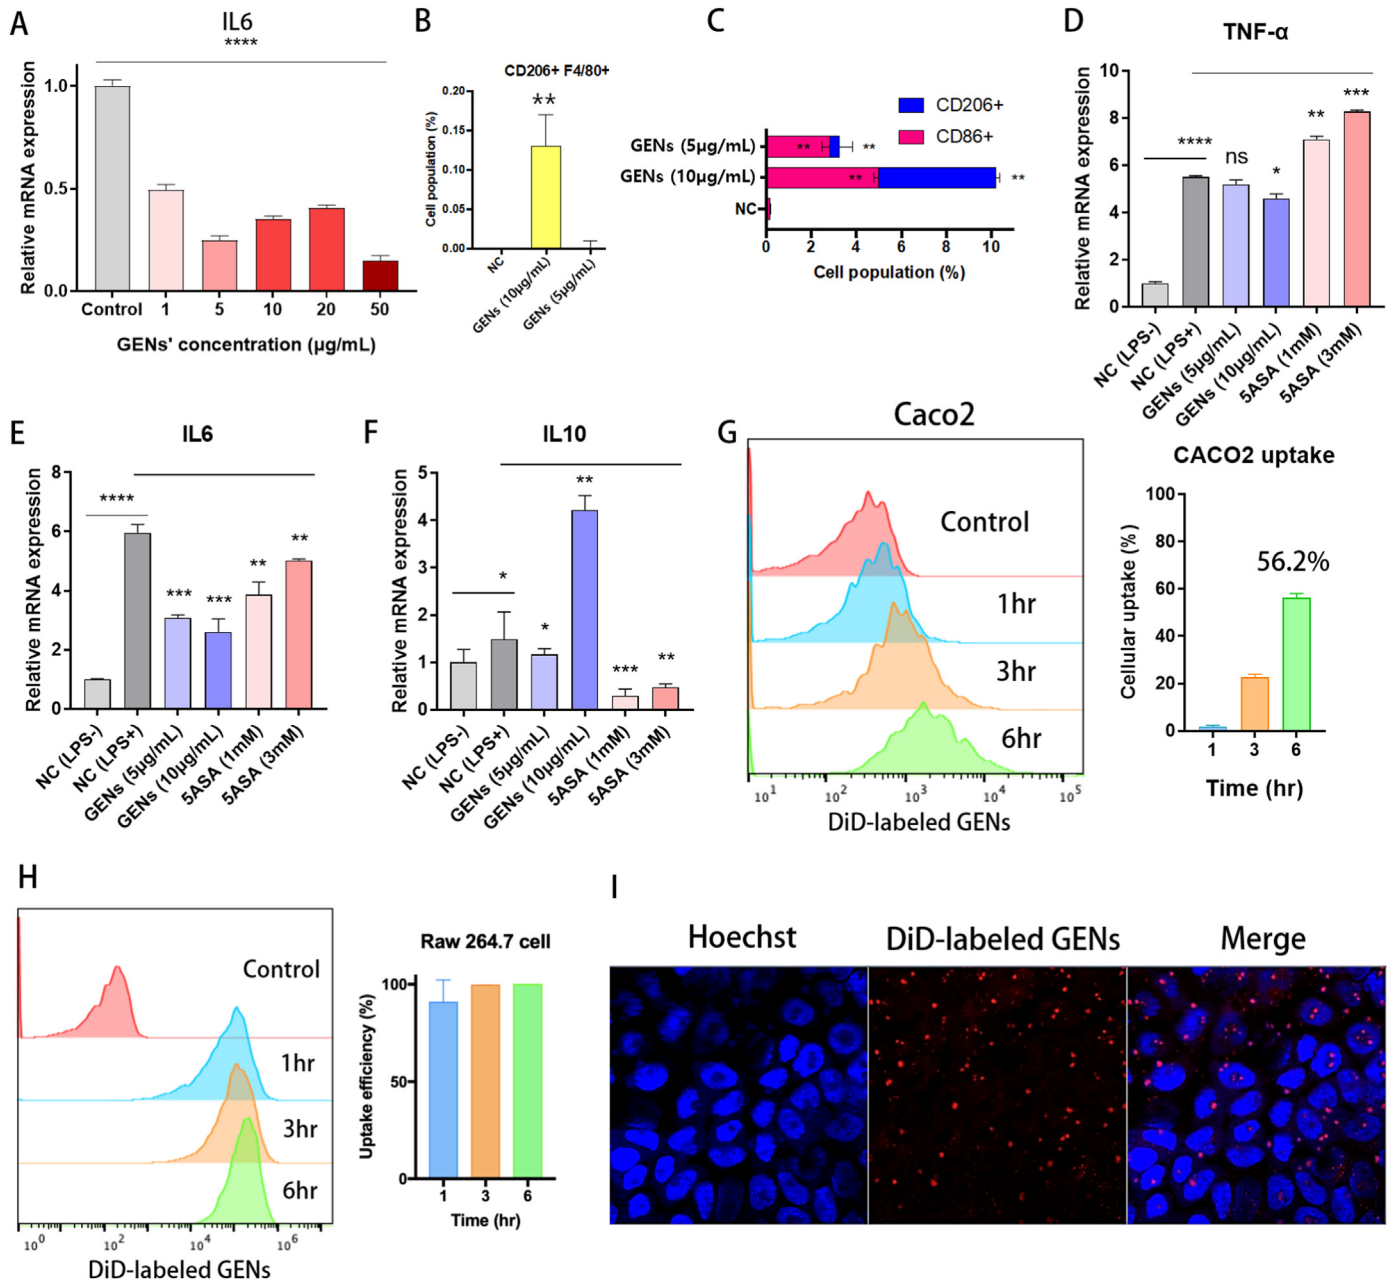 A
IL6
****
Relative mRNA expression
1.0
0.5
0.0
Control 1 5 10 20 50
GENs' concentration (μg/mL)
B
CD206+ F4/80+
**
Cell population (%)
0.20
0.15
0.10
0.05
0.00
NC
GENs (10μg/mL)
GENs (5μg/mL)
C
CD206+
CD86+
GENs (5μg/mL)
** **
GENs (10μg/mL)
** **
NC
0 2 4 6 8 10
Cell population (%)
D
TNF-α
Relative mRNA expression
10
8
6
4
2
0
**** ns * ** ***
NC (LPS-)
NC (LPS+)
GENs (5μg/mL)
GENs (10μg/mL)
5ASA (1mM)
5ASA (3mM)
E
IL6
Relative mRNA expression
8
6
4
2
0
**** *** *** ** **
NC (LPS-)
NC (LPS+)
GENs (5μg/mL)
GENs (10μg/mL)
5ASA (1mM)
5ASA (3mM)
F
IL10
Relative mRNA expression
5
4
3
2
1
0
* * ** *** **
NC (LPS-)
NC (LPS+)
GENs (5μg/mL)
GENs (10μg/mL)
5ASA (1mM)
5ASA (3mM)
G
Caco2
Control
1hr
3hr
6hr
10¹ 10² 10³ 10⁴ 10⁵
DiD-labeled GENs
CACO2 uptake
Cellular uptake (%)
100
80
60
40
20
0
56.2%
1 3 6
Time (hr)
H
Control
1hr
3hr
6hr
10⁰ 10² 10⁴ 10⁶
DiD-labeled GENs
Raw 264.7 cell
Uptake efficiency (%)
100
50
0
1 3 6
Time (hr)
I
Hoechst DiD-labeled GENs Merge